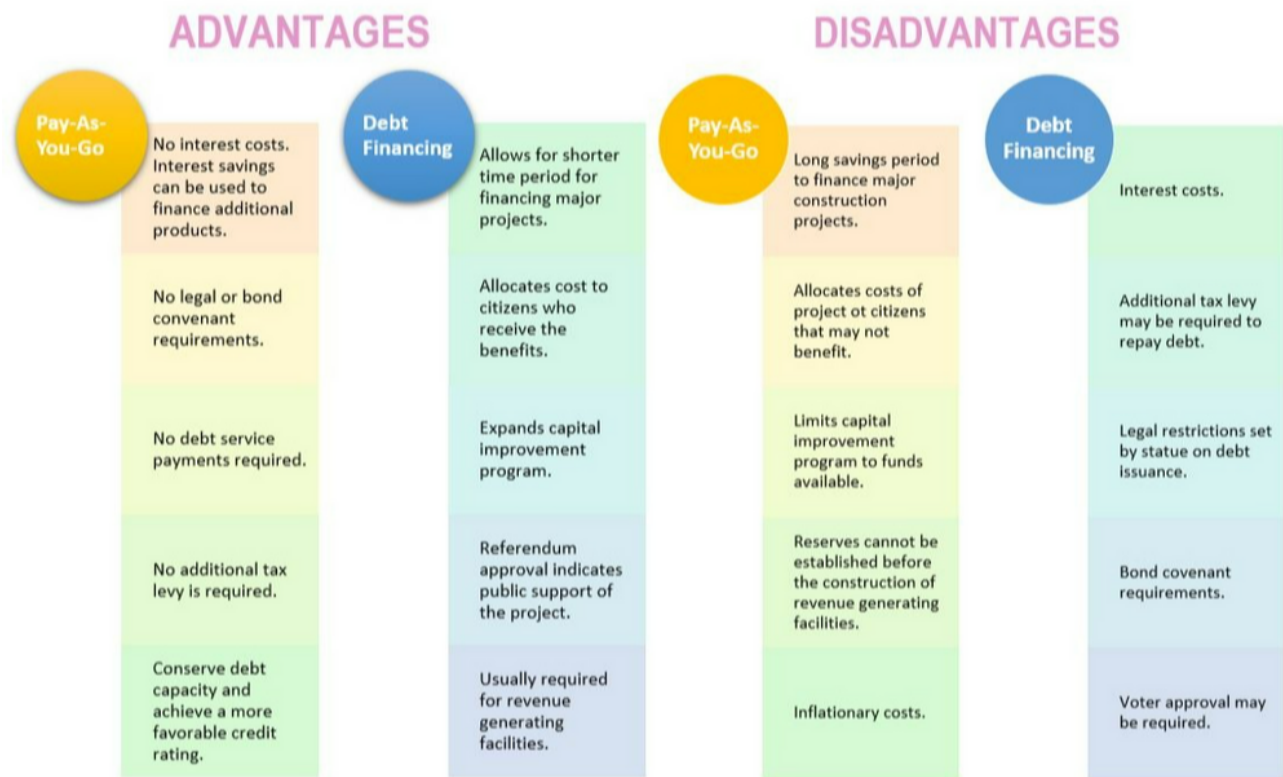 ADVANTAGES
Pay-As-
You-Go
No interest costs.
Interest savings
can be used to
finance additional
products.
No legal or bond
convenant
requirements.
No debt service
payments required.
No additional tax
levy is required.
Conserve debt
capacity and
achieve a more
favorable credit
rating.
Debt
Financing
Allows for shorter
time period for
financing major
projects.
Allocates cost to
citizens who
receive the
benefits.
Expands capital
improvement
program.
Referendum
approval indicates
public support of
the project.
Usually required
for revenue
generating
facilities.
DISADVANTAGES
Pay-As-
You-Go
Long savings period
to finance major
construction
projects.
Allocates costs of
project ot citizens
that may not
benefit.
Limits capital
improvement
program to funds
available.
Reserves cannot be
established before
the construction of
revenue generating
facilities.
Inflationary costs.
Debt
Financing
Interest costs.
Additional tax levy
may be required to
repay debt.
Legal restrictions set
by statue on debt
issuance.
Bond covenant
requirements.
Voter approval may
be required.